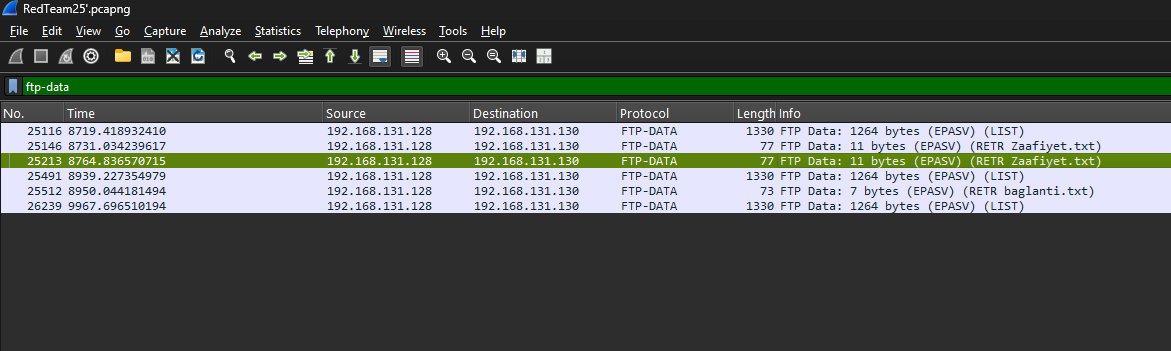 RedTeam25'.pcapng
File Edit View Go Capture Analyze Statistics Telephony Wireless Tools Help
ftp-data
No. Time Source Destination Protocol Length Info
25116 8719.418932410 192.168.131.128 192.168.131.130 FTP-DATA 1330 FTP Data: 1264 bytes (EPASV) (LIST)
25146 8731.034239617 192.168.131.128 192.168.131.130 FTP-DATA 77 FTP Data: 11 bytes (EPASV) (RETR Zaafiyet.txt)
25213 8764.836570715 192.168.131.128 192.168.131.130 FTP-DATA 77 FTP Data: 11 bytes (EPASV) (RETR Zaafiyet.txt)
25491 8939.227354979 192.168.131.128 192.168.131.130 FTP-DATA 1330 FTP Data: 1264 bytes (EPASV) (LIST)
25512 8950.044181494 192.168.131.128 192.168.131.130 FTP-DATA 73 FTP Data: 7 bytes (EPASV) (RETR baglanti.txt)
26239 9967.696510194 192.168.131.128 192.168.131.130 FTP-DATA 1330 FTP Data: 1264 bytes (EPASV) (LIST)